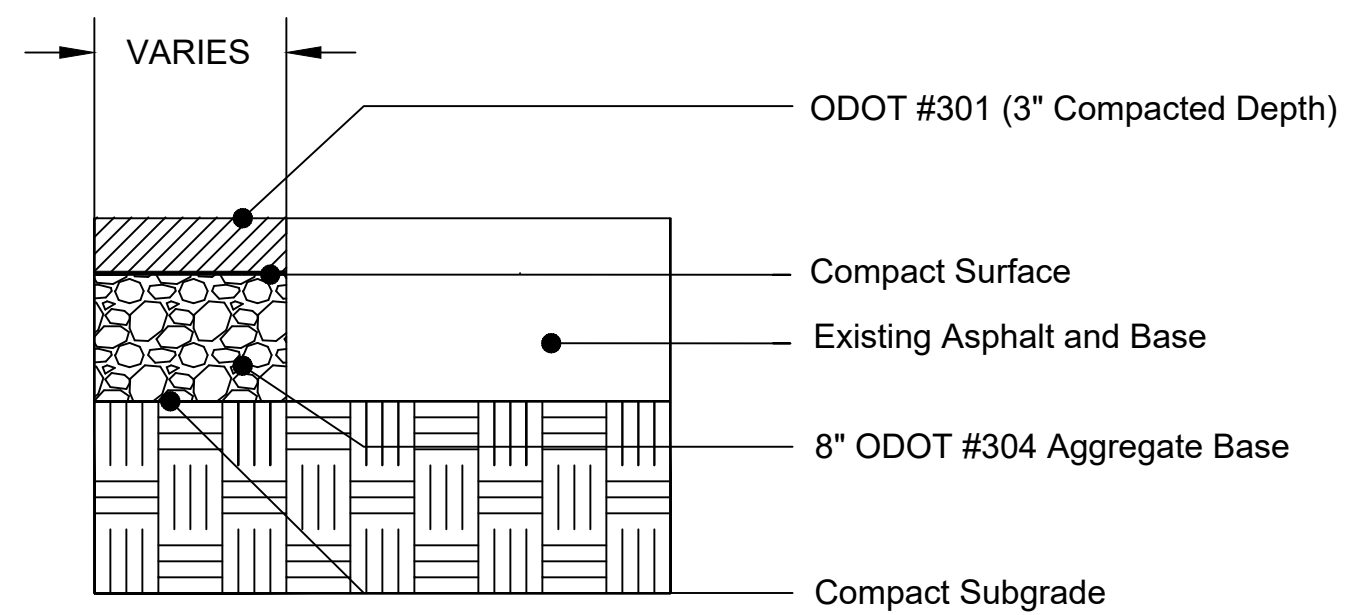 VARIES
ODOT #301 (3" Compacted Depth)
Compact Surface
Existing Asphalt and Base
8" ODOT #304 Aggregate Base
Compact Subgrade